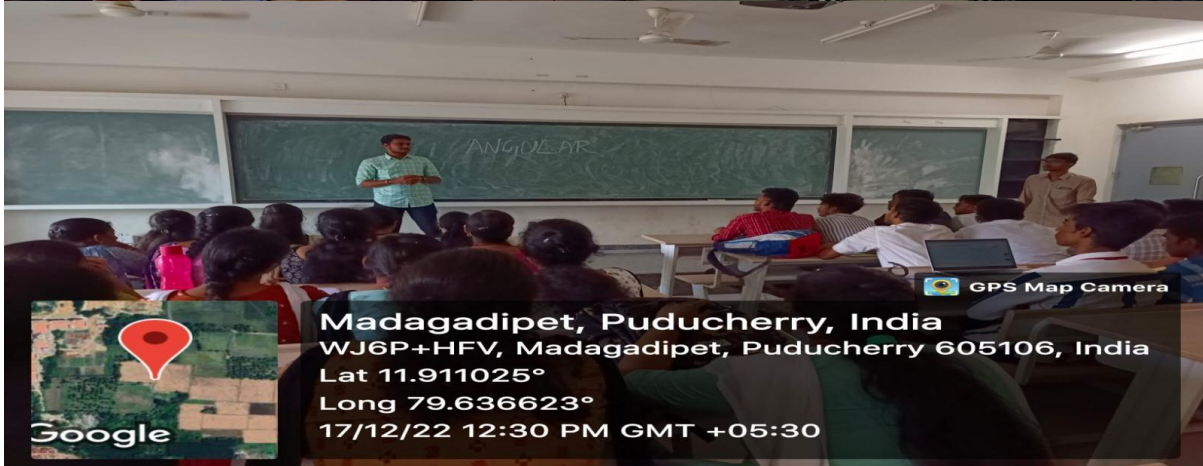 ANGULAR
GPS Map Camera
Madagadipet, Puducherry, India
WJ6P+HFV, Madagadipet, Puducherry 605106, India
Lat 11.911025°
Long 79.636623°
17/12/22 12:30 PM GMT +05:30
Google